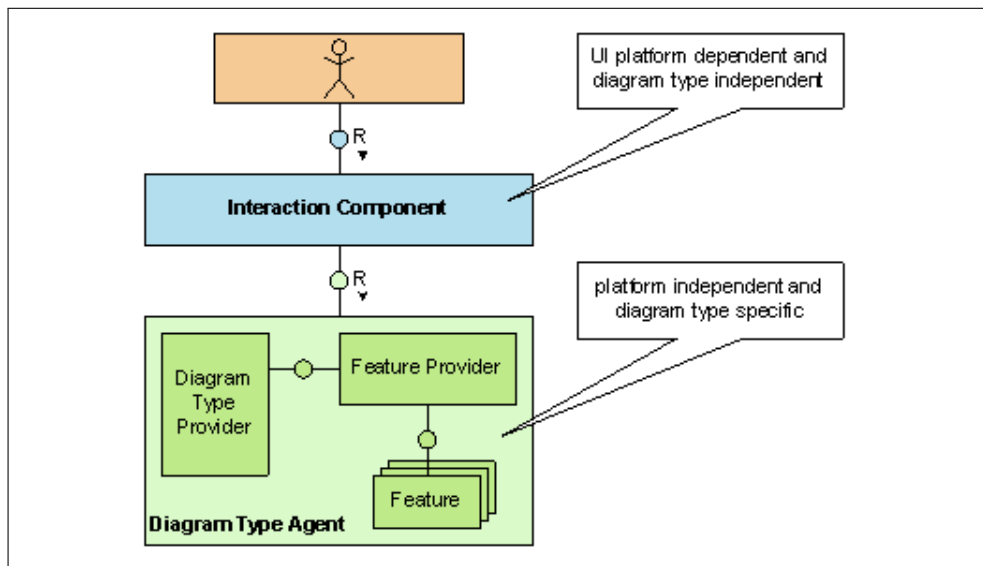 UI platform dependent and
diagram type independent
R
Interaction Component
R
platform independent and
diagram type specific
Diagram
Type
Provider
Feature Provider
Feature
Diagram Type Agent